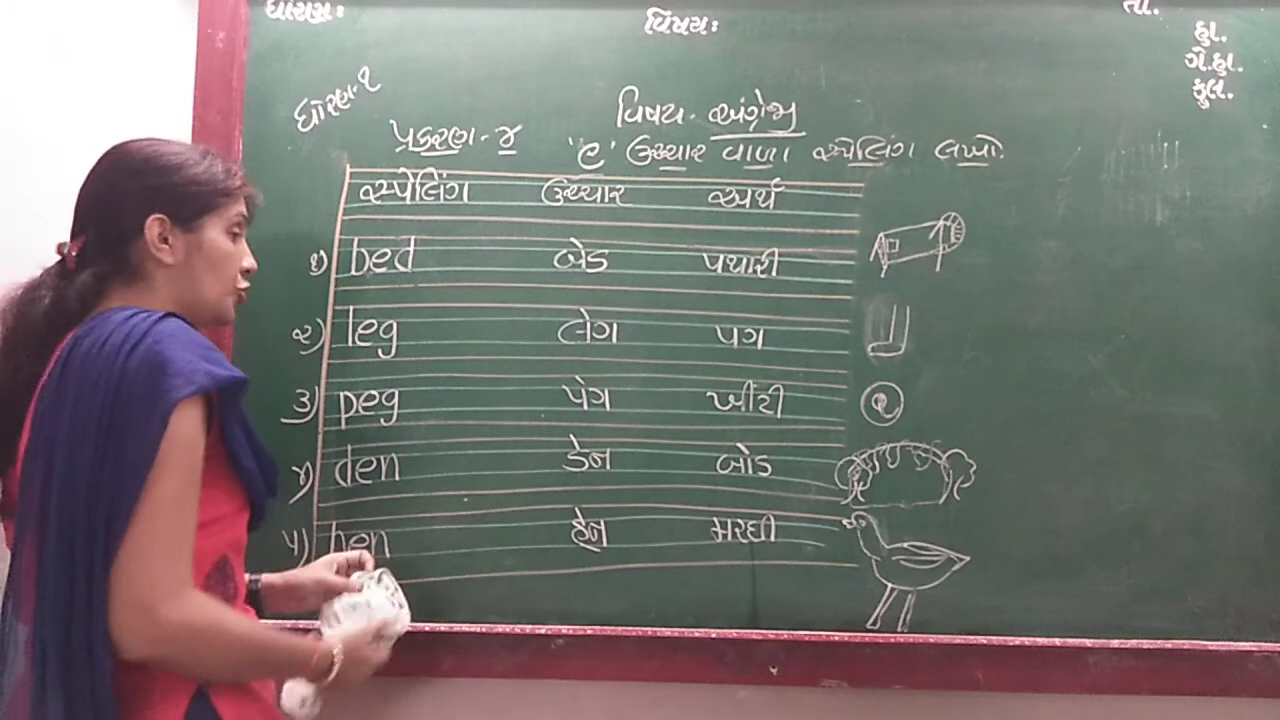 ધોરણઃ
વિષયઃ
તા.
હા.
ગે.હા.
કુલ.
ધોરણ-૧
વિષય- અંગ્રેજી
પ્રકરણ-૪ 'ě' ઉચ્ચાર વાળા સ્પેલિંગ લખો.
સ્પેલિંગ ઉચ્ચાર અર્થ
૧) bed બેડ પથારી
૨) leg લેગ પગ
૩) peg પેગ ખીંટી
૪) den ડેન બોડ
૫) hen હેન મરઘી